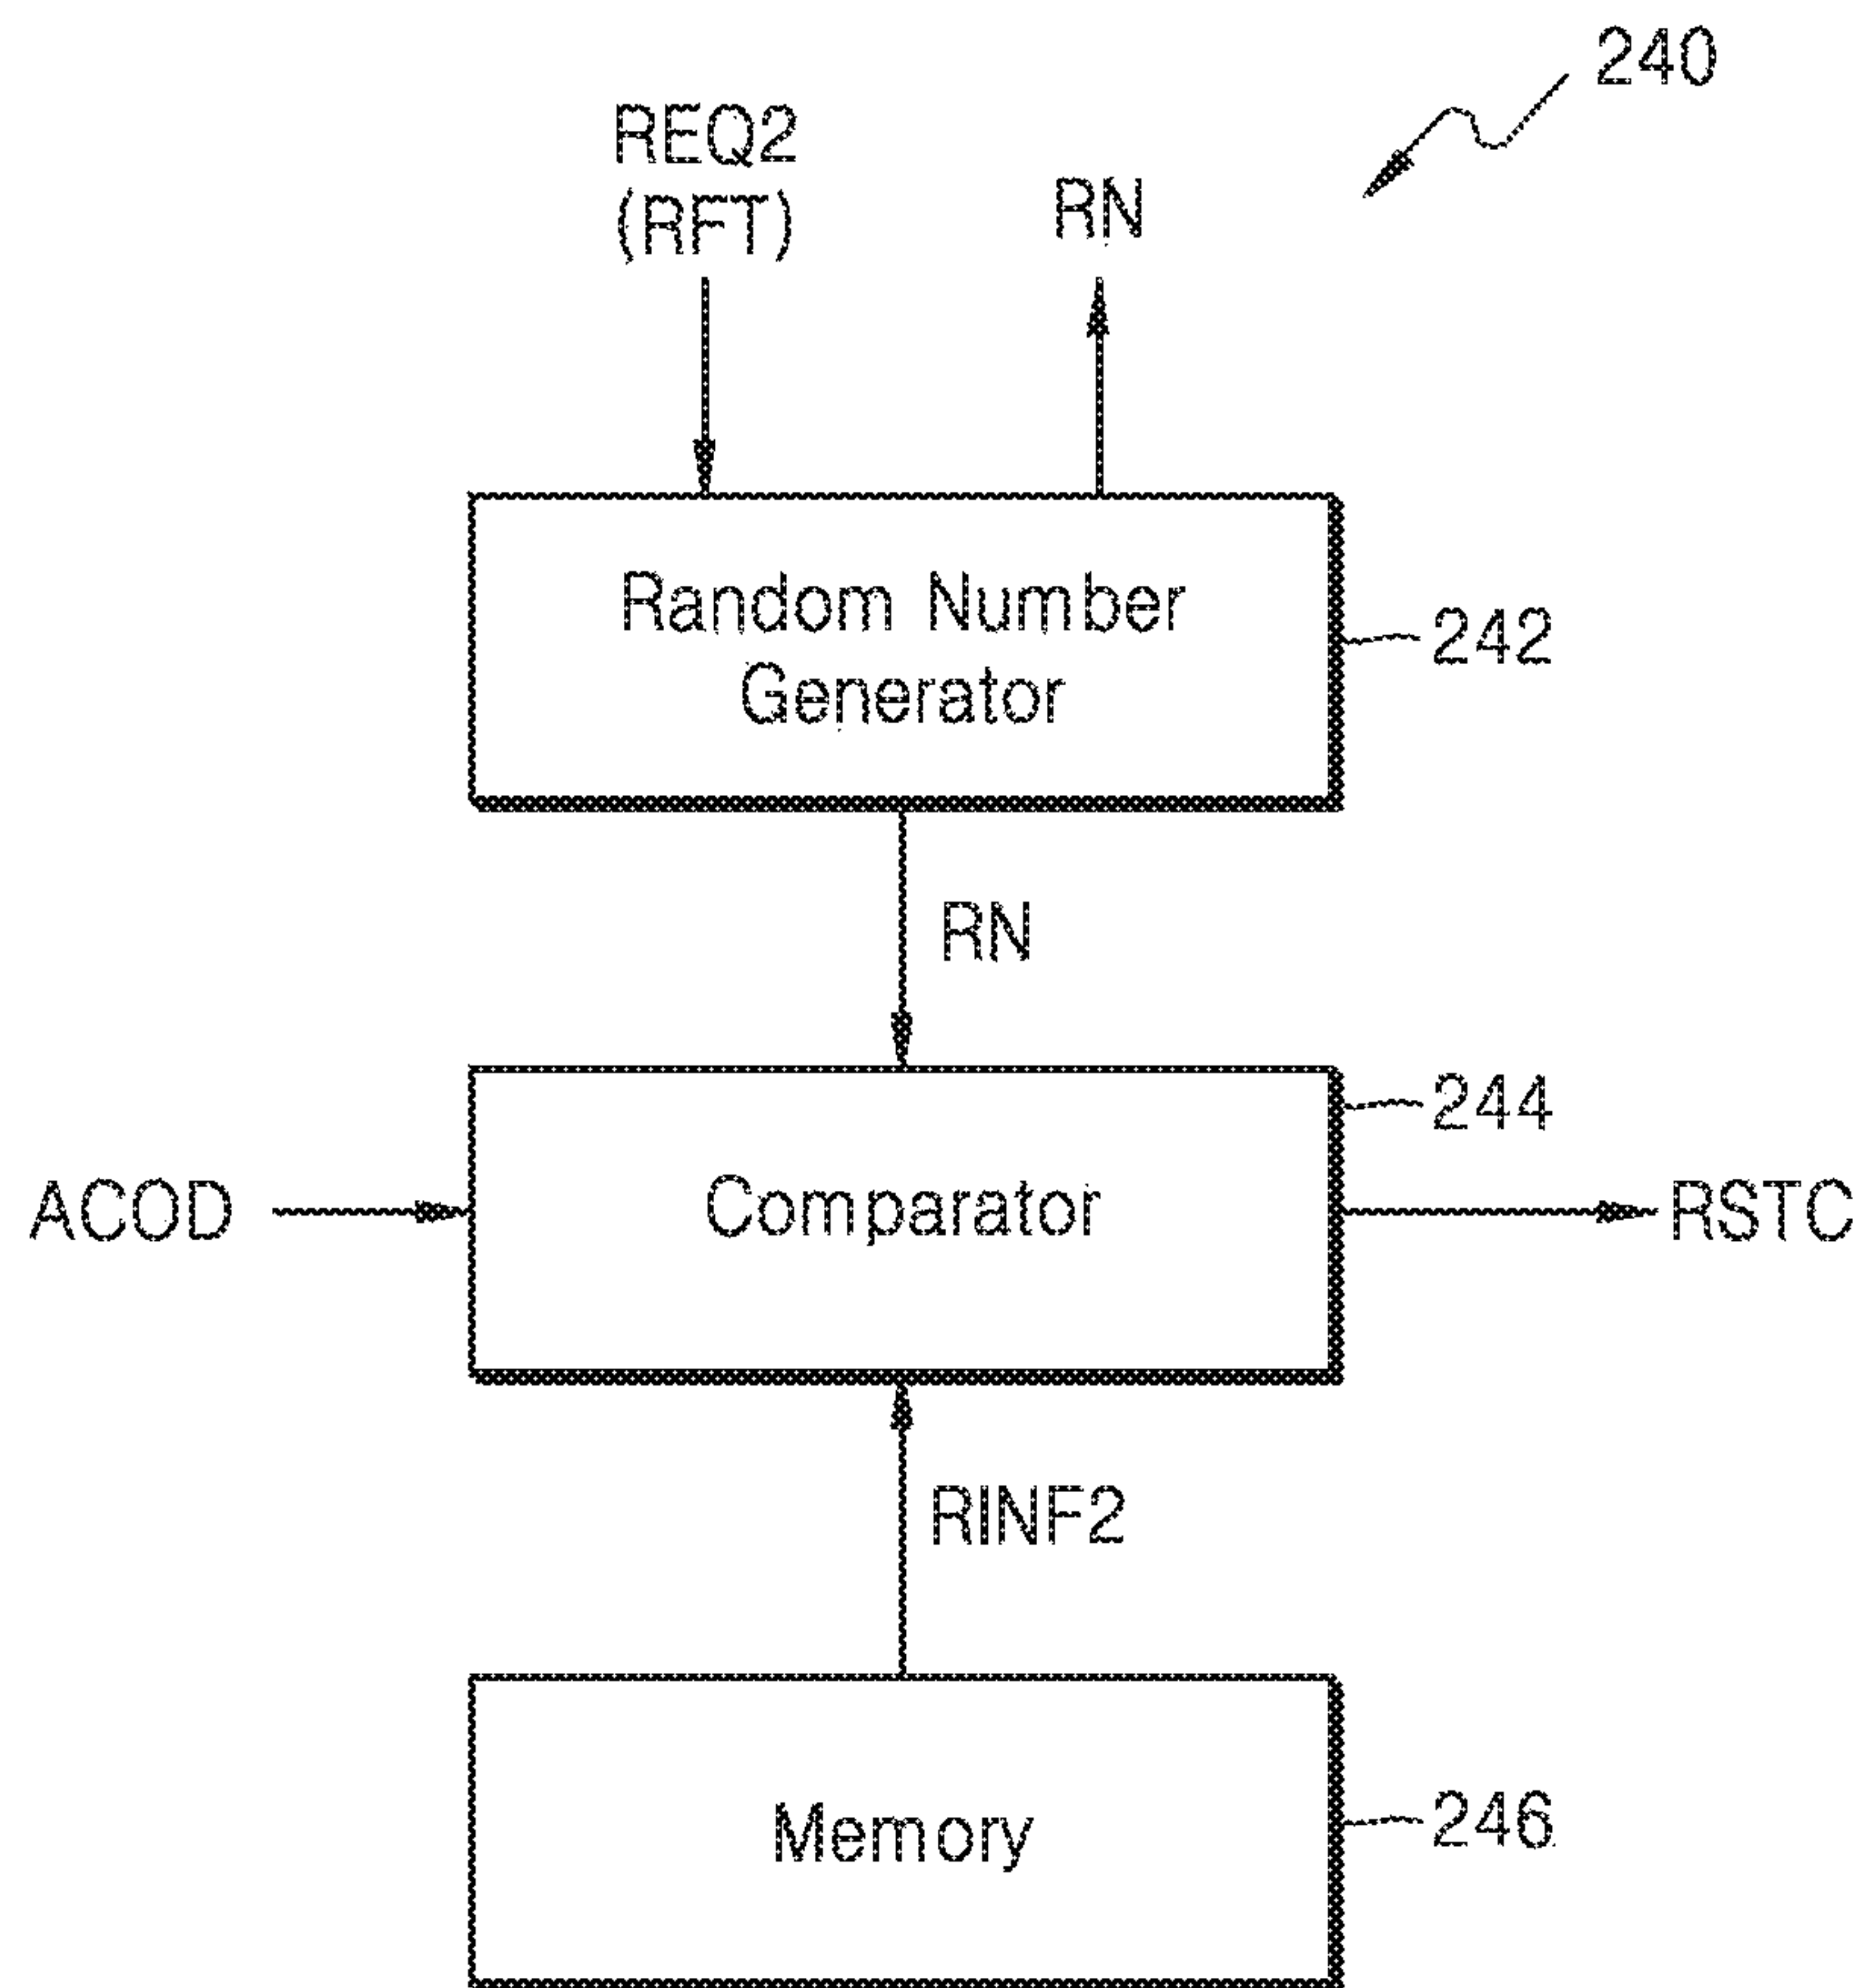 240
REQ2
(RFT)
RN
Random Number
Generator
242
RN
244
ACOD
Comparator
RSTC
RINF2
Memory
246